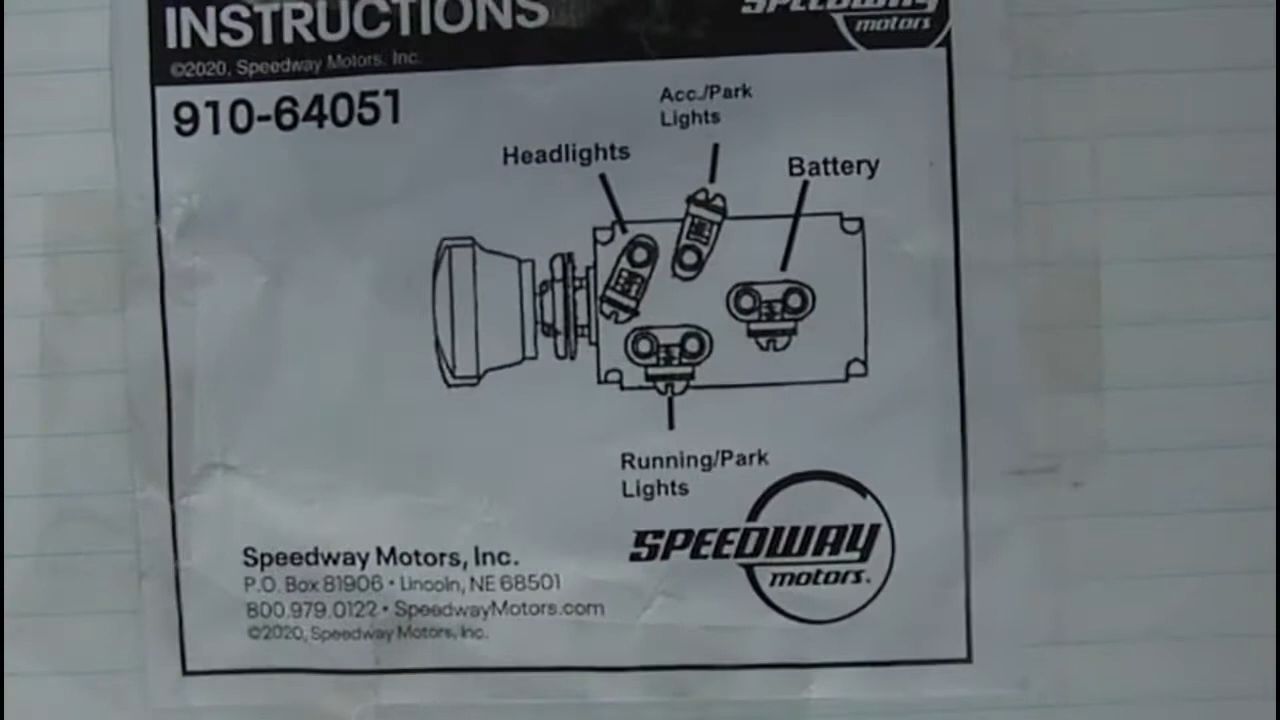 INSTRUCTIONS
SPEEDWAY
motors
©2020, Speedway Motors, Inc.
910-64051
Acc./Park
Lights
Headlights
Battery
Running/Park
Lights
SPEEDWAY
motors.
Speedway Motors, Inc.
P.O. Box 81906 • Lincoln, NE 68501
800.979.0122 • SpeedwayMotors.com
©2020, Speedway Motors, Inc.